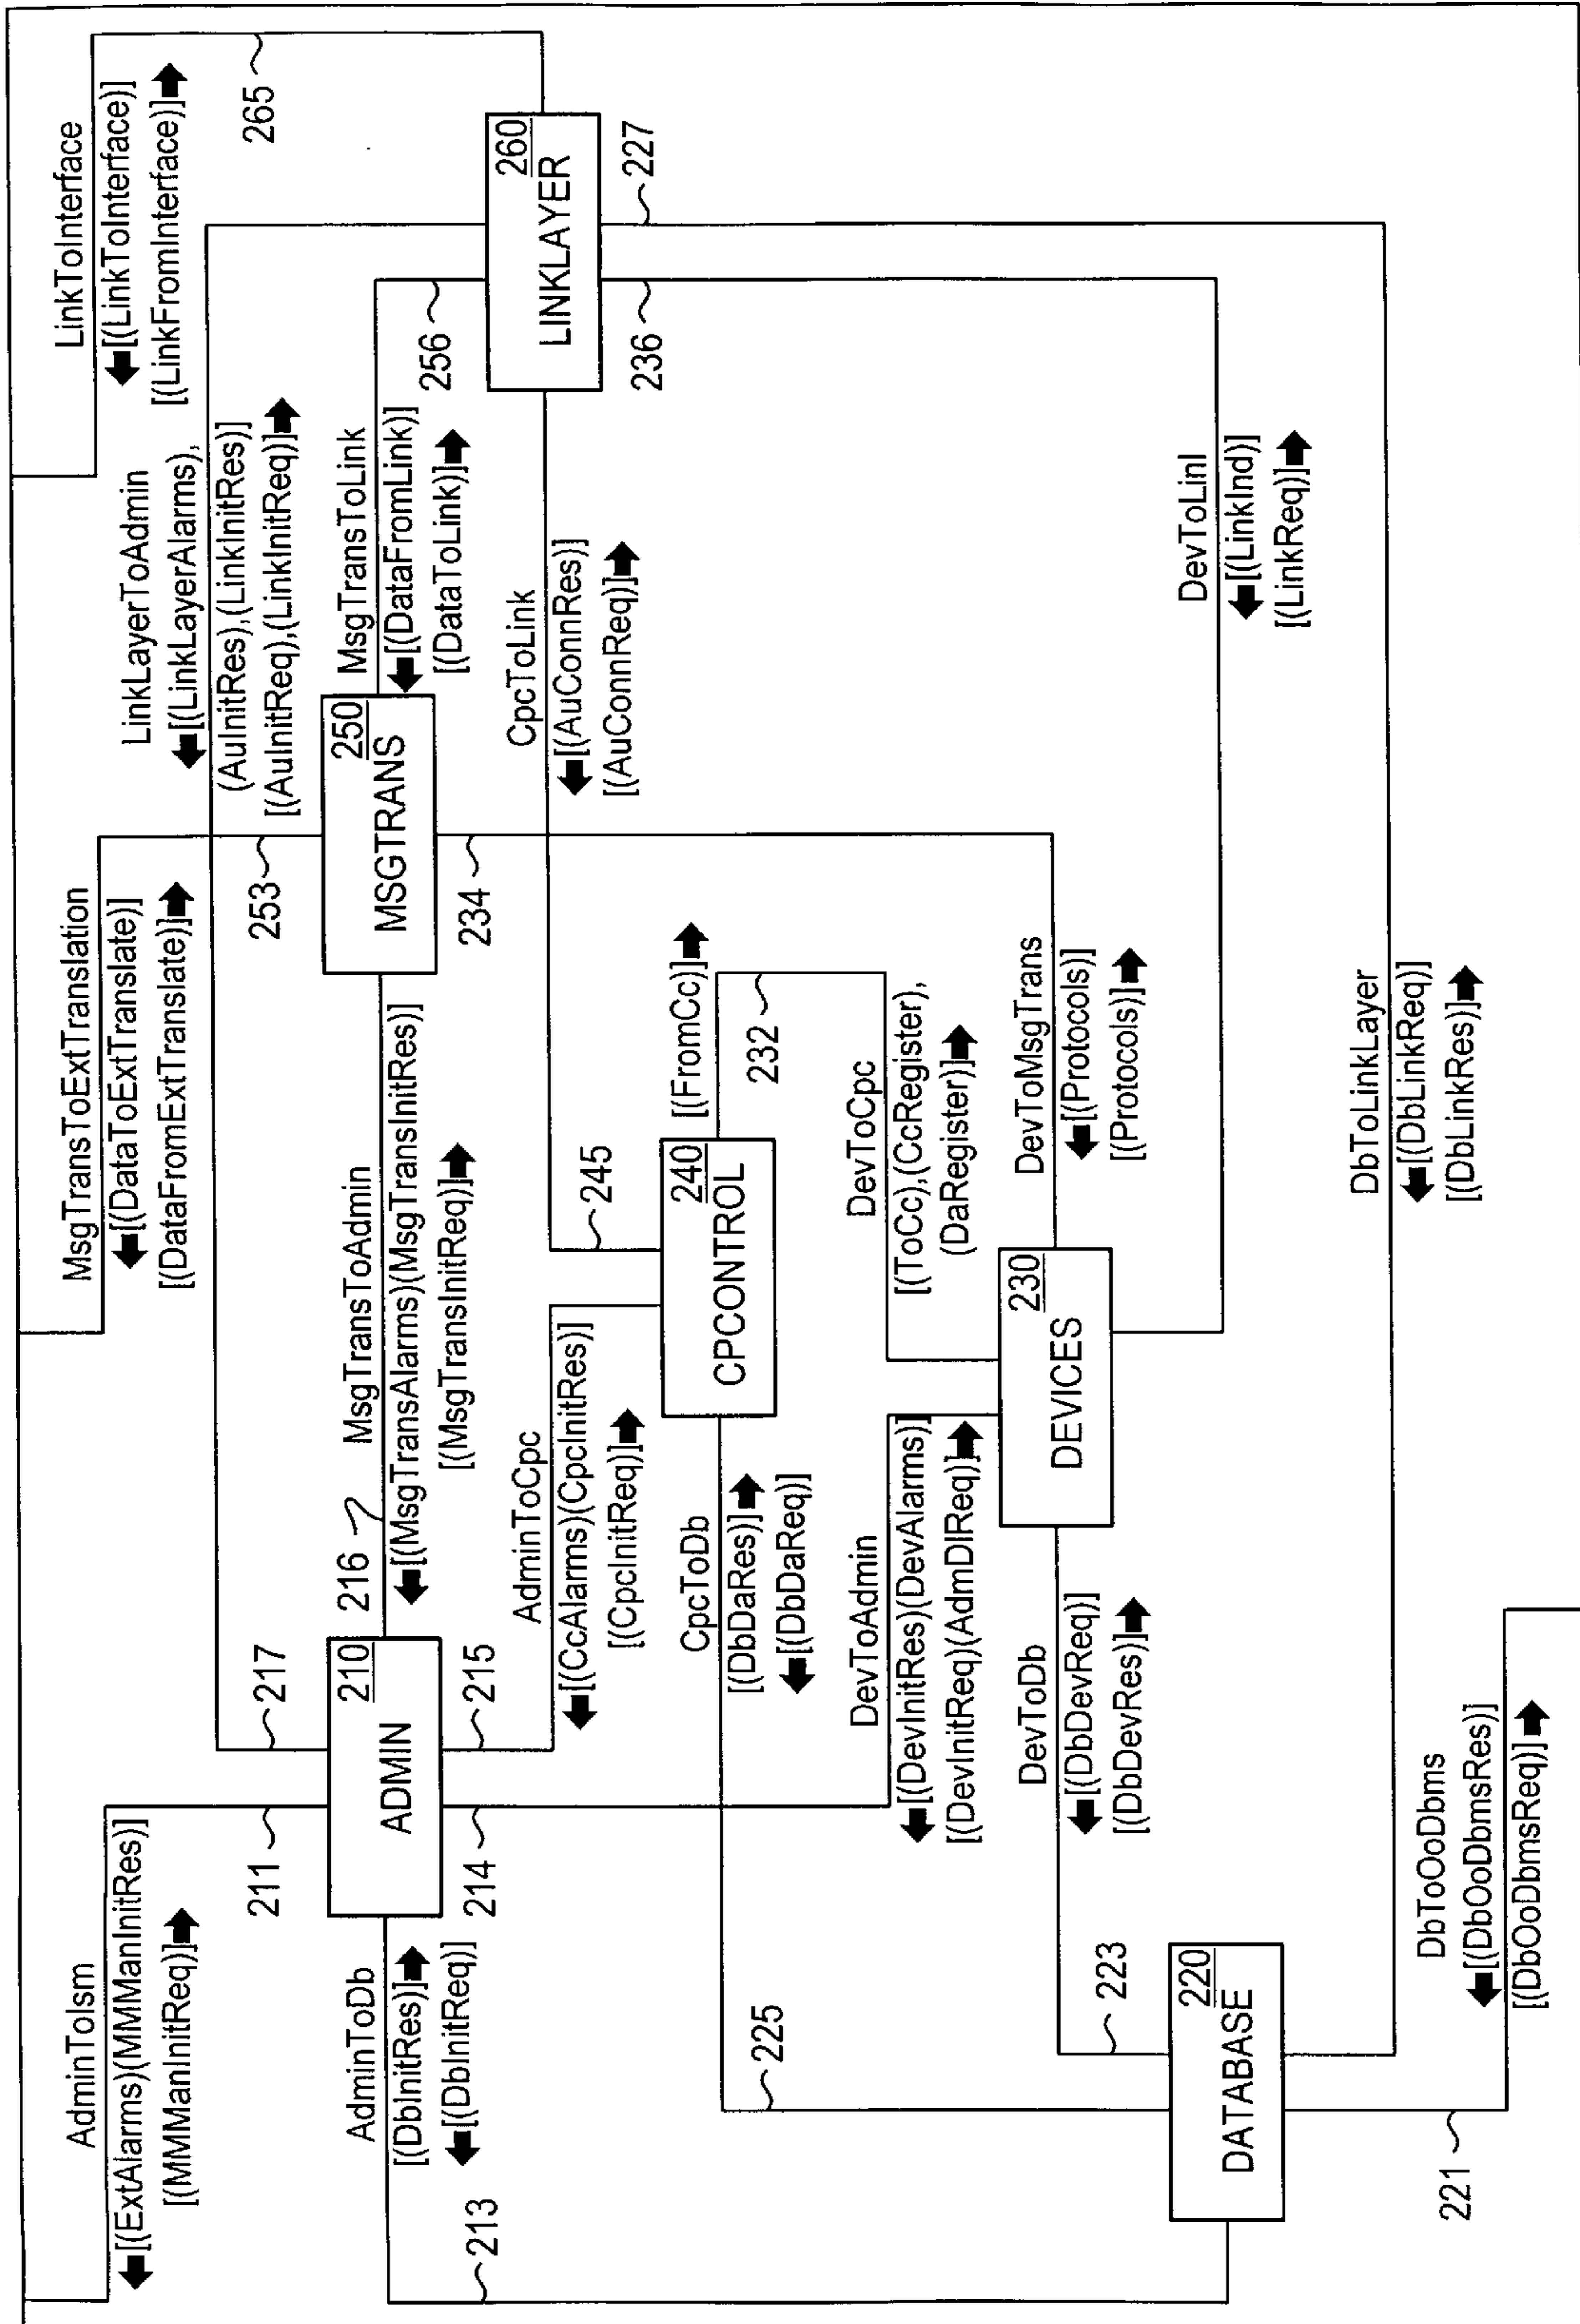 AdminToIsm
[(ExtAlarms)(MMManInitRes)]
[(MMManInitReq)]
211
MsgTransToExtTranslation
[(DataToExtTranslate)]
[(DataFromExtTranslate)]
253
LinkToInterface
[(LinkToInterface)]
[(LinkFromInterface)]
265
LinkLayerToAdmin
[(LinkLayerAlarms),
(AuInitRes),(LinkInitRes)]
[(AuInitReq),(LinkInitReq)]
217
AdminToDb
[(DbInitRes)]
[(DbInitReq)]
213
210
ADMIN
214
215
216
MsgTransToAdmin
[(MsgTransAlarms)(MsgTransInitRes)]
[(MsgTransInitReq)]
250
MSGTRANS
234
MsgTransToLink
[(DataFromLink)]
[(DataToLink)]
256
260
LINKLAYER
236
227
AdminToCpc
[(CcAlarms)(CpcInitRes)]
[(CpcInitReq)]
245
CpcToLink
[(AuConnRes)]
[(AuConnReq)]
CpcToDb
[(DbDaRes)]
[(DbDaReq)]
225
240
CPCONTROL
[(FromCc)]
232
DevToAdmin
[(DevInitRes)(DevAlarms)]
[(DevInitReq)(AdmDIReq)]
DevToCpc
[(ToCc),(CcRegister),
(DaRegister)]
DevToDb
[(DbDevReq)]
[(DbDevRes)]
223
230
DEVICES
DevToMsgTrans
[(Protocols)]
[(Protocols)]
DevToLinI
[(LinkInd)]
[(LinkReq)]
220
DATABASE
221
DbToLinkLayer
[(DbLinkReq)]
[(DbLinkRes)]
DbToOoDbms
[(DbOoDbmsRes)]
[(DbOoDbmsReq)]